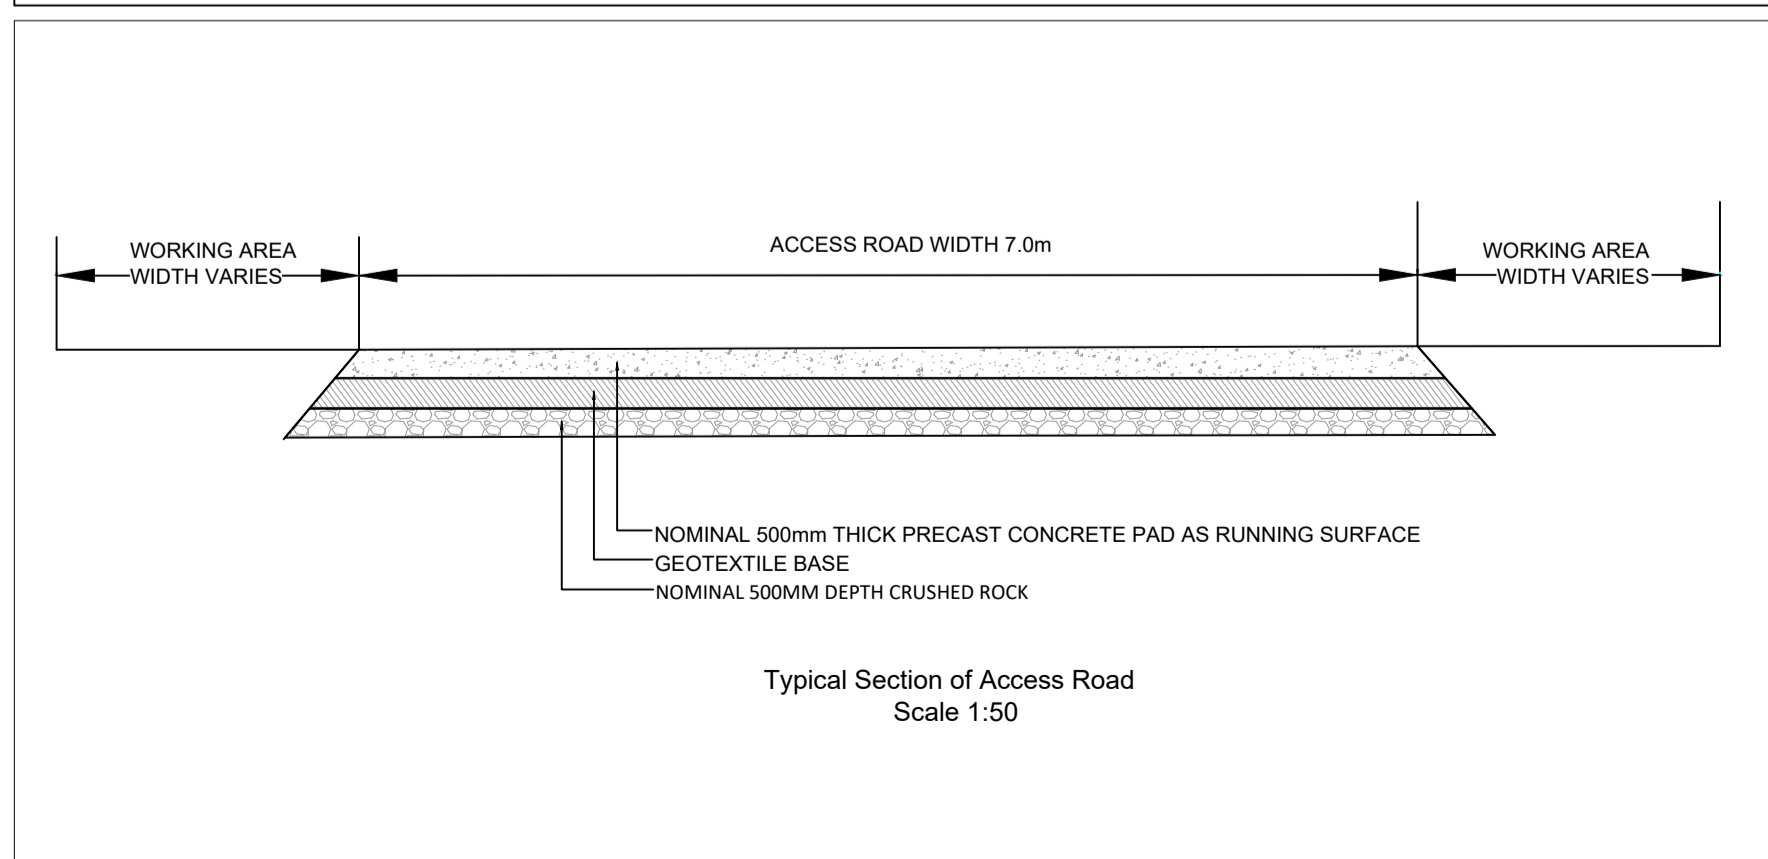 WORKING AREA
WIDTH VARIES
ACCESS ROAD WIDTH 7.0m
WORKING AREA
WIDTH VARIES
NOMINAL 500mm THICK PRECAST CONCRETE PAD AS RUNNING SURFACE
GEOTEXTILE BASE
NOMINAL 500MM DEPTH CRUSHED ROCK
Typical Section of Access Road
Scale 1:50